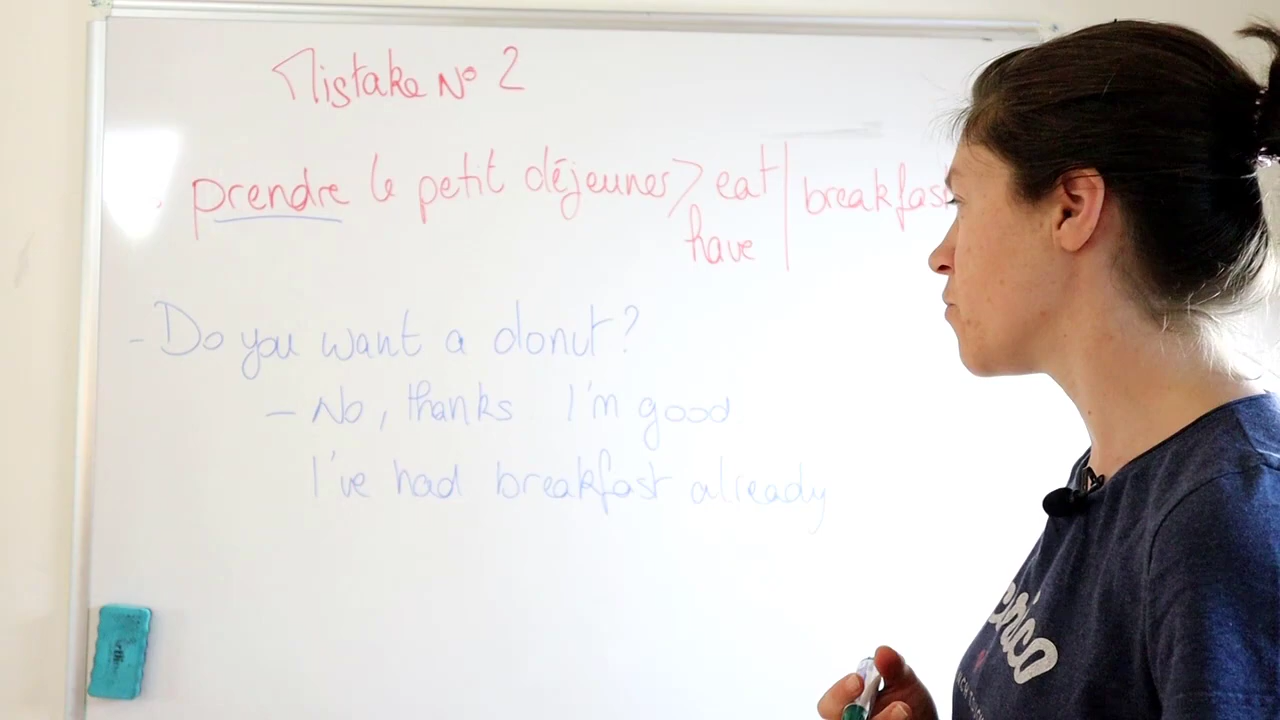 Mistake N° 2
prendre le petit déjeuner > eat | breakfast
have
- Do you want a donut?
- No, thanks I'm good
I've had breakfast already